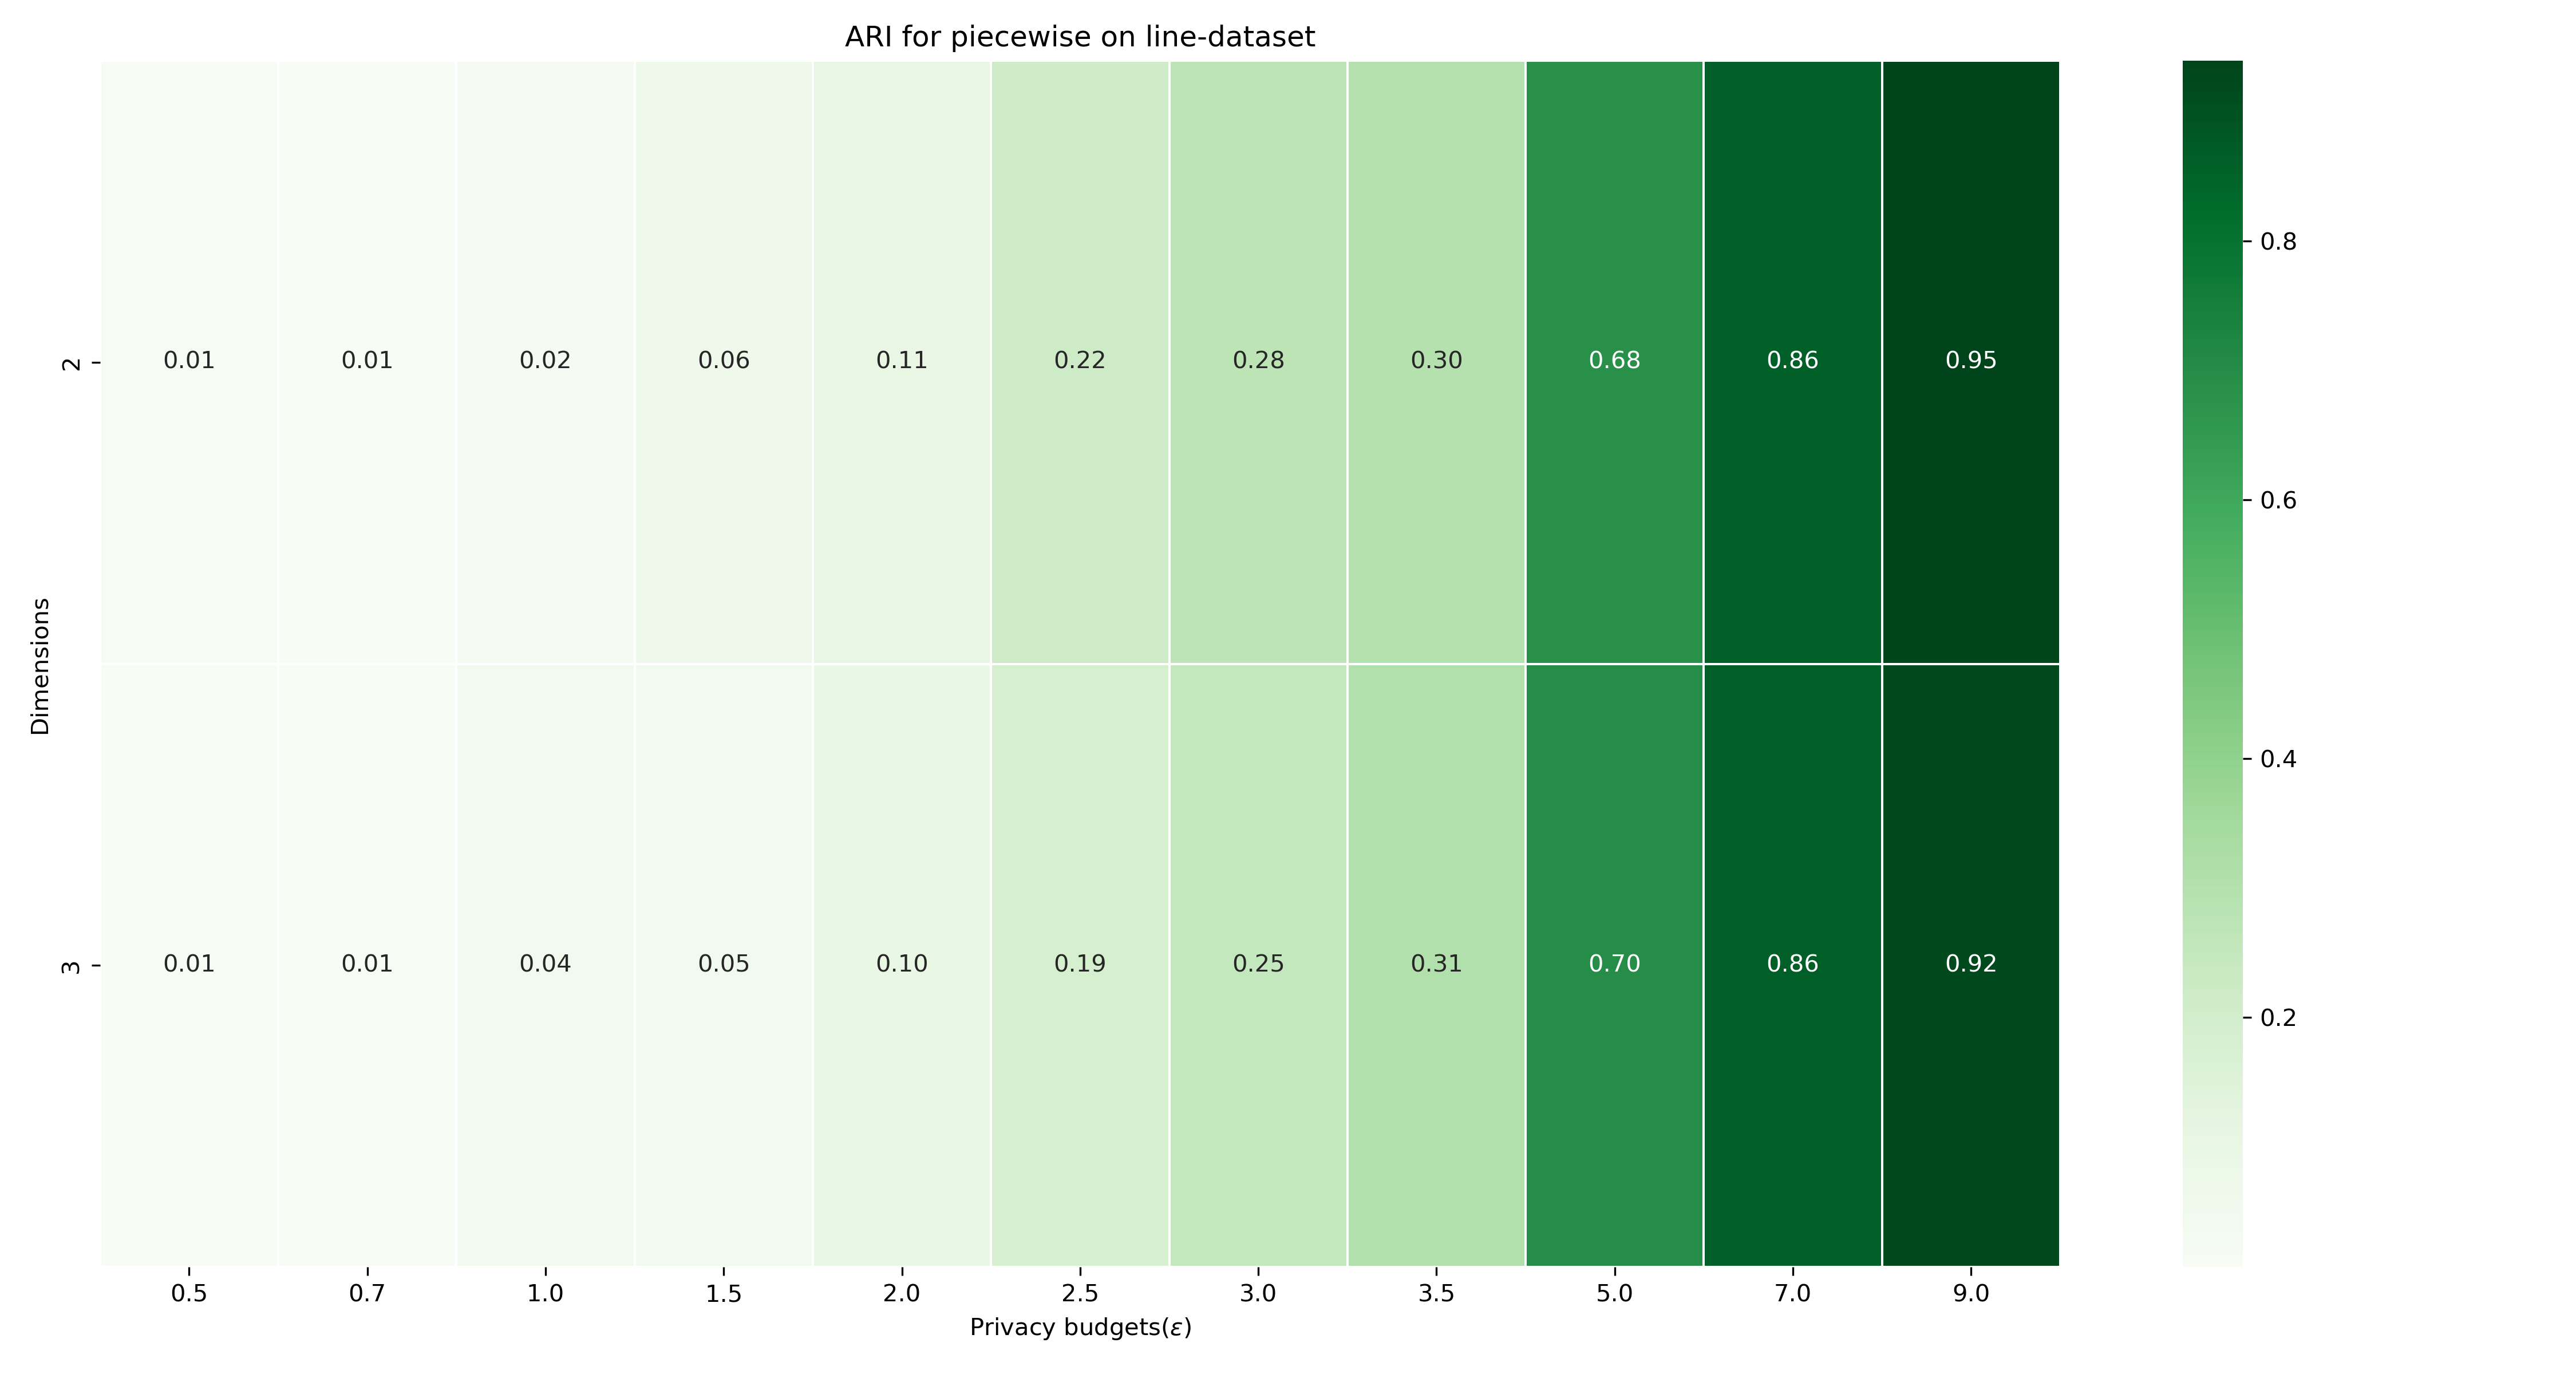 ARI for piecewise on line-dataset
2
0.01 0.01 0.02 0.06 0.11 0.22 0.28 0.30 0.68 0.86 0.95
Dimensions
3
0.01 0.01 0.04 0.05 0.10 0.19 0.25 0.31 0.70 0.86 0.92
0.5 0.7 1.0 1.5 2.0 2.5 3.0 3.5 5.0 7.0 9.0
Privacy budgets(ε)
0.8
0.6
0.4
0.2